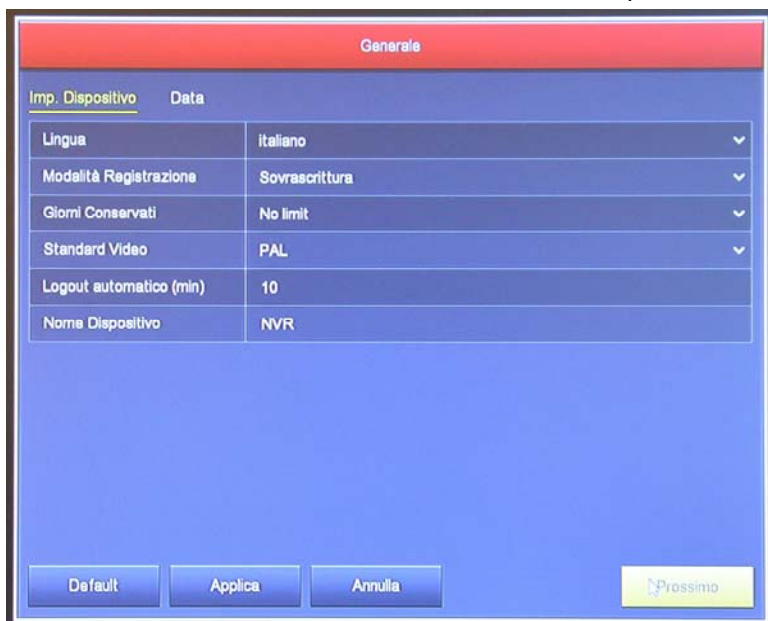 Generale
Imp. Dispositivo Data
Lingua italiano
Modalità Registrazione Sovrascrittura
Giorni Conservati No limit
Standard Video PAL
Logout automatico (min) 10
Nome Dispositivo NVR
Default Applica Annulla Prossimo